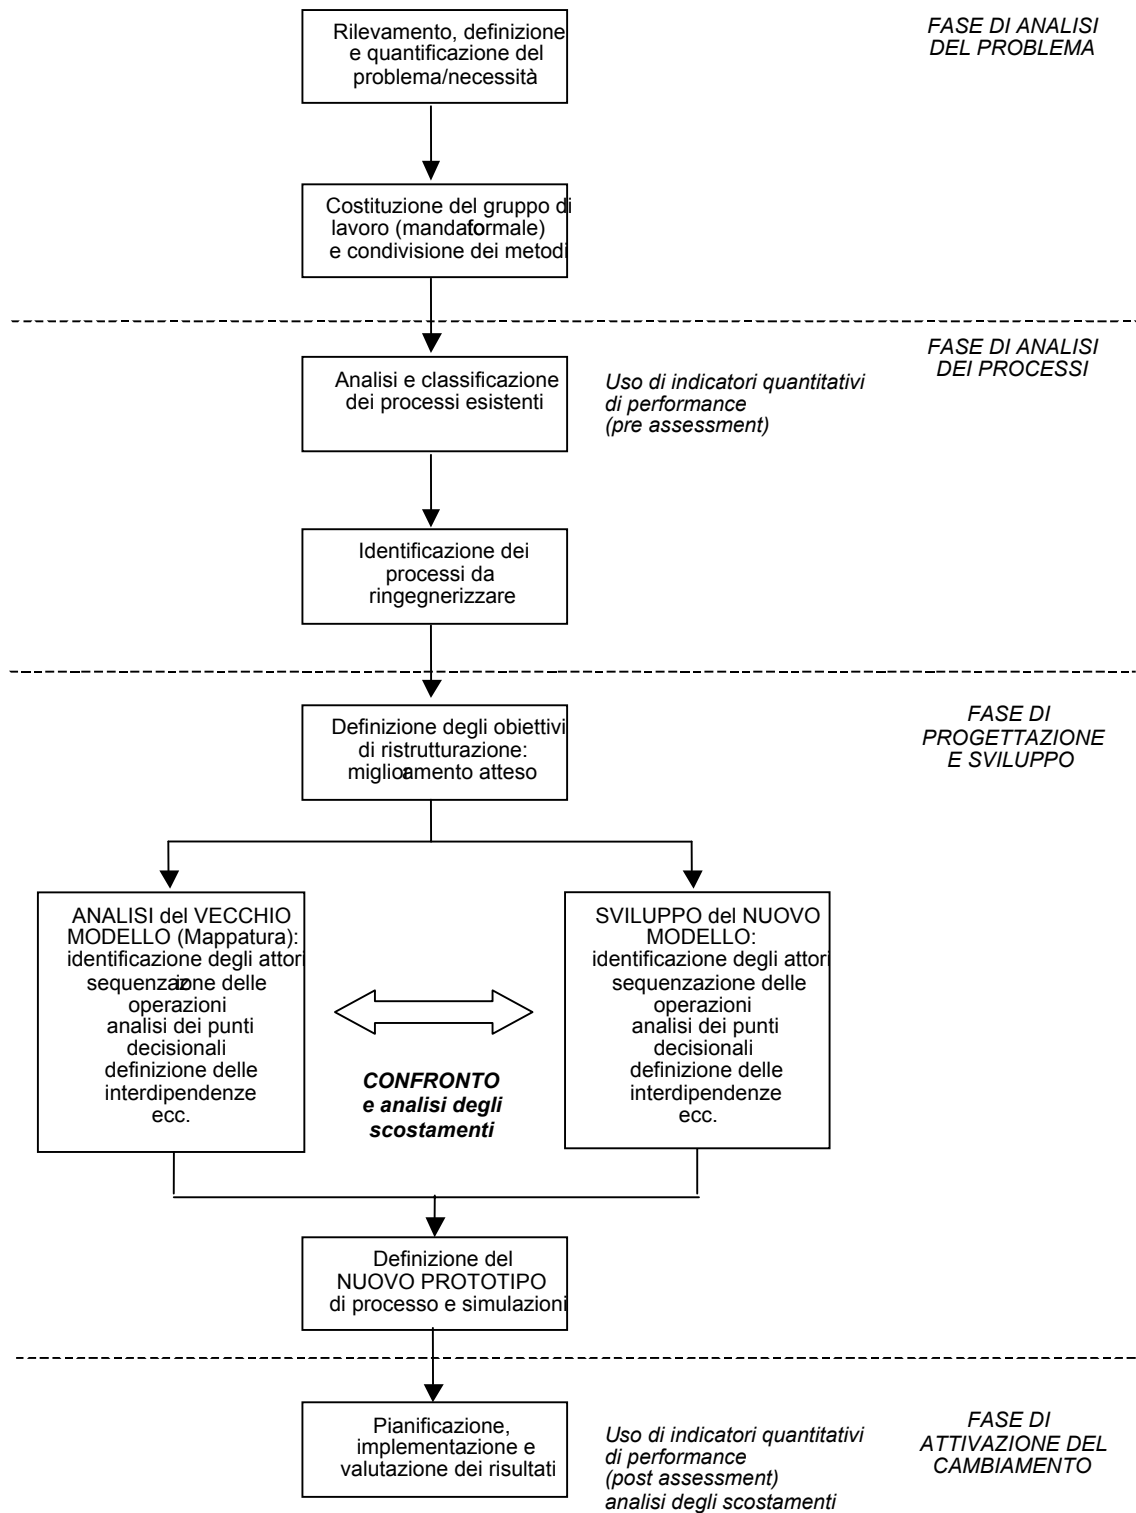 Rilevamento, definizione
e quantificazione del
problema/necessità
FASE DI ANALISI
DEL PROBLEMA
Costituzione del gruppo di
lavoro (mandato formale)
e condivisione dei metodi
FASE DI ANALISI
DEI PROCESSI
Analisi e classificazione
dei processi esistenti
Uso di indicatori quantitativi
di performance
(pre assessment)
Identificazione dei
processi da
ringegnerizzare
Definizione degli obiettivi
di ristrutturazione:
miglioramento atteso
FASE DI
PROGETTAZIONE
E SVILUPPO
ANALISI del VECCHIO
MODELLO (Mappatura):
identificazione degli attori
sequenzazione delle
operazioni
analisi dei punti
decisionali
definizione delle
interdipendenze
ecc.
CONFRONTO
e analisi degli
scostamenti
SVILUPPO del NUOVO
MODELLO:
identificazione degli attori
sequenzazione delle
operazioni
analisi dei punti
decisionali
definizione delle
interdipendenze
ecc.
Definizione del
NUOVO PROTOTIPO
di processo e simulazioni
Pianificazione,
implementazione e
valutazione dei risultati
Uso di indicatori quantitativi
di performance
(post assessment)
analisi degli scostamenti
FASE DI
ATTIVAZIONE DEL
CAMBIAMENTO